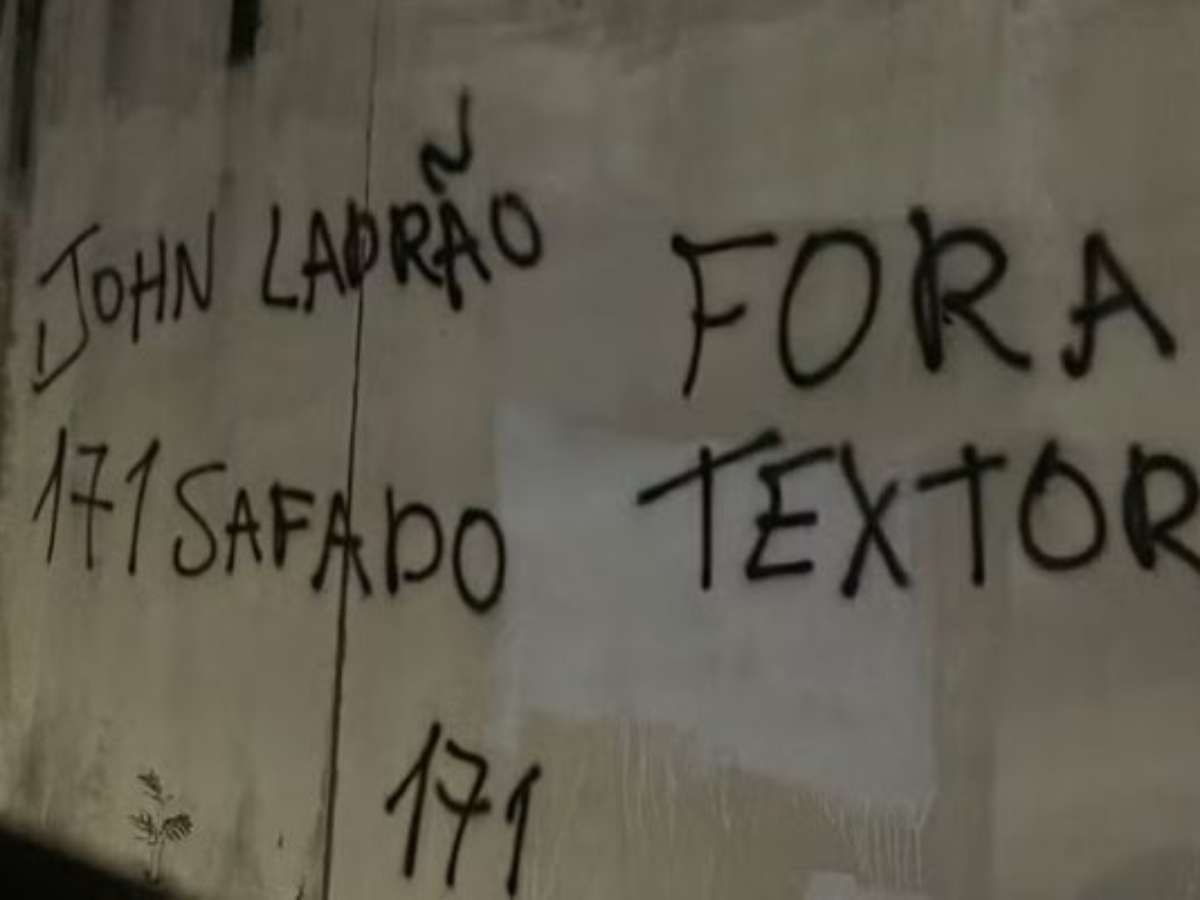 JOHN LADRÃO
171 SAFADO
171
FORA
TEXTOR